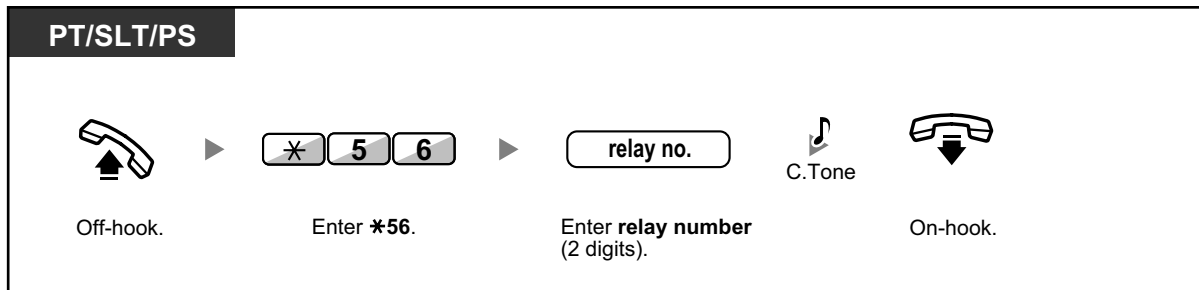 PT/SLT/PS
✳ 5 6
relay no.
C.Tone
Off-hook.
Enter ✳56.
Enter relay number
(2 digits).
On-hook.